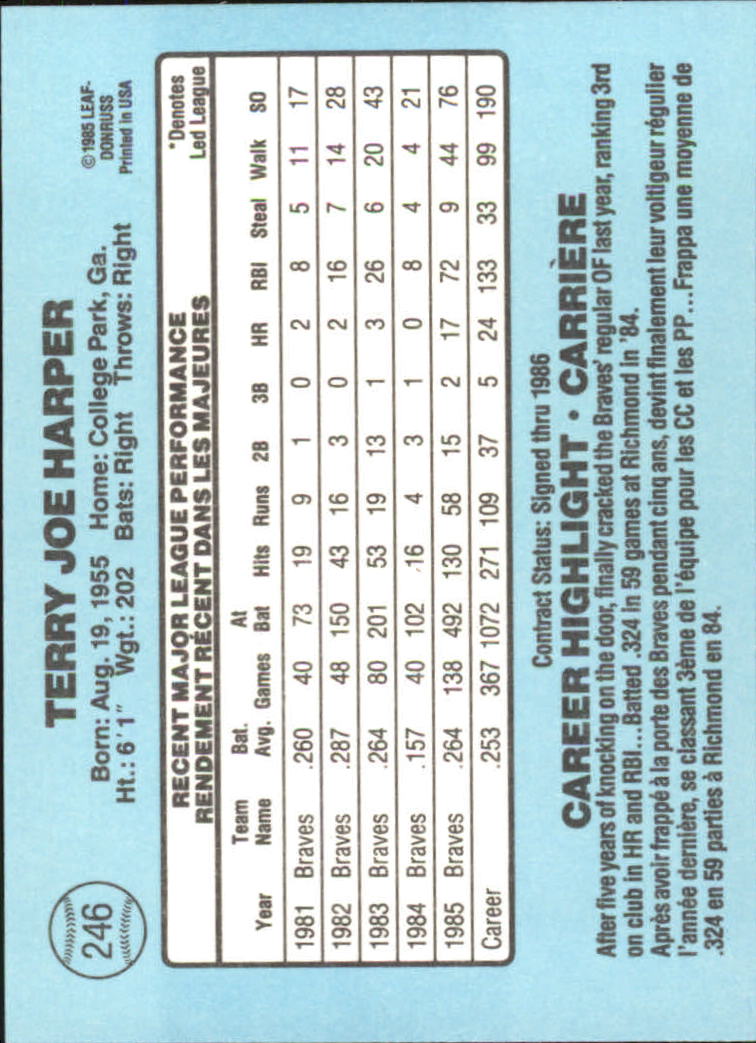 246
TERRY JOE HARPER
Born: Aug. 19, 1955 Home: College Park, Ga.
Ht.: 6'1" Wgt.: 202 Bats: Right Throws: Right
© 1985 LEAF-
DONRUSS
Printed in USA
RECENT MAJOR LEAGUE PERFORMANCE
RENDEMENT RÉCENT DANS LES MAJEURES
*Denotes
Led League
Year Team Name Bat. Avg. Games At Bat Hits Runs 2B 3B HR RBI Steal Walk SO
1981 Braves .260 40 73 19 9 1 0 2 8 5 11 17
1982 Braves .287 48 150 43 16 3 0 2 16 7 14 28
1983 Braves .264 80 201 53 19 13 1 3 26 6 20 43
1984 Braves .157 40 102 16 4 3 1 0 8 4 4 21
1985 Braves .264 138 492 130 58 15 2 17 72 9 44 76
Career .253 367 1072 271 109 37 5 24 133 33 99 190
Contract Status: Signed thru 1986
CAREER HIGHLIGHT • CARRIÈRE
After five years of knocking on the door, finally cracked the Braves' regular OF last year, ranking 3rd
on club in HR and RBI...Batted .324 in 59 games at Richmond in '84.
Après avoir frappé à la porte des Braves pendant cinq ans, devint finalement leur voltigeur régulier
l'année dernière, se classant 3ème de l'équipe pour les CC et les PP...Frappa une moyenne de
.324 en 59 parties à Richmond en 84.